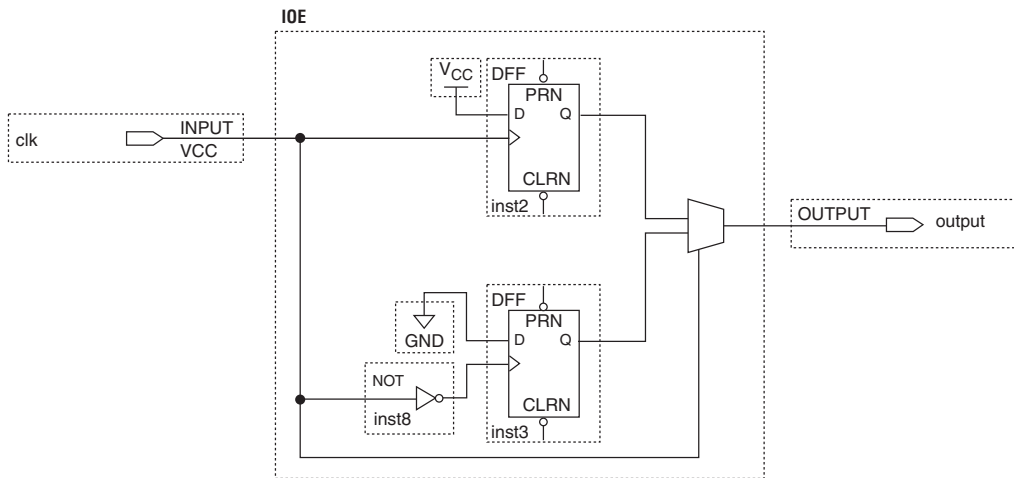 IOE
VCC
DFF
PRN
D Q
CLRN
inst2
clk
INPUT
VCC
OUTPUT
output
GND
DFF
PRN
D Q
CLRN
inst3
NOT
inst8